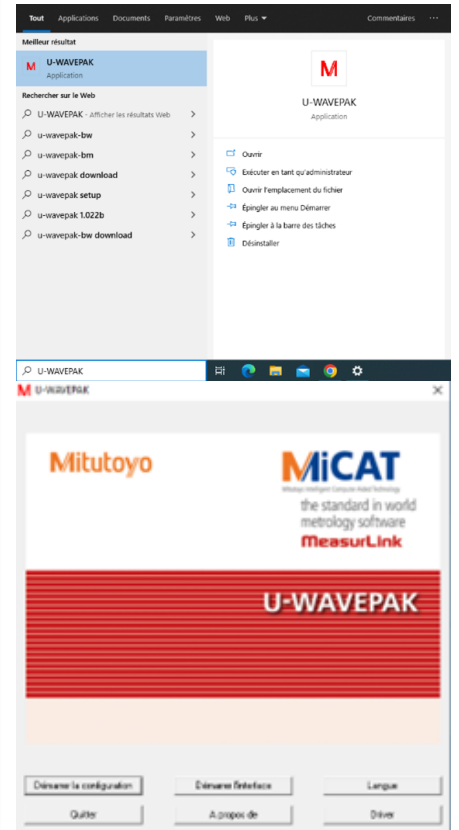 Tout Applications Documents Paramètres Web Plus Commentaires
Meilleur résultat
U-WAVEPAK
Application
Rechercher sur le Web
U-WAVEPAK - Afficher les résultats Web
u-wavepak-bw
u-wavepak-bm
u-wavepak download
u-wavepak setup
u-wavepak 1.022b
u-wavepak-bw download
U-WAVEPAK
Application
Ouvrir
Exécuter en tant qu'administrateur
Ouvrir l'emplacement du fichier
Épingler au menu Démarrer
Épingler à la barre des tâches
Désinstaller
U-WAVEPAK
U-WAVEPAK
Mitutoyo
MiCAT
Mitutoyo Intelligent Computer Aided Technology
the standard in world
metrology software
MeasurLink
U-WAVEPAK
Démarrer la configuration Démarrer l'interface Langue
Quitter A propos de Driver